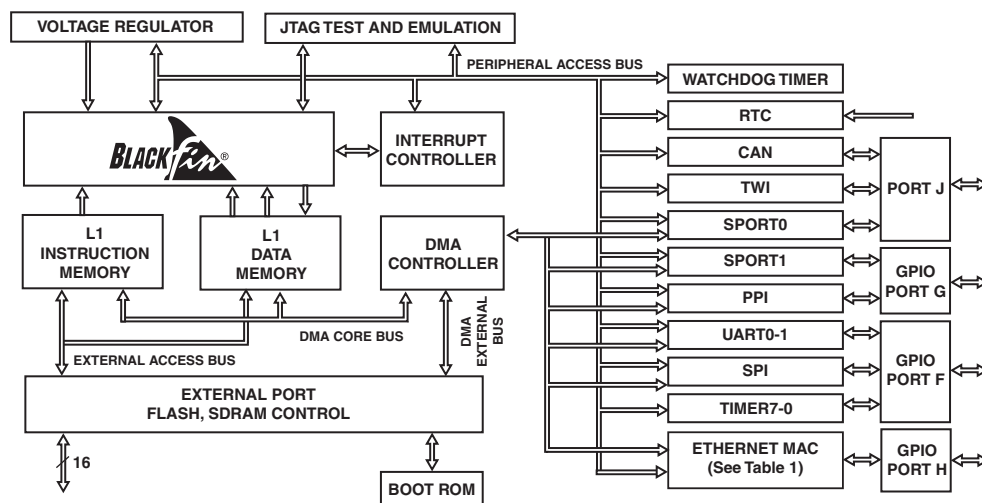 VOLTAGE REGULATOR
JTAG TEST AND EMULATION
PERIPHERAL ACCESS BUS
WATCHDOG TIMER
RTC
BLACKfin®
INTERRUPT
CONTROLLER
CAN
TWI
PORT J
SPORT0
L1
INSTRUCTION
MEMORY
L1
DATA
MEMORY
DMA
CONTROLLER
SPORT1
PPI
GPIO
PORT G
DMA CORE BUS
EXTERNAL ACCESS BUS
DMA
EXTERNAL
BUS
UART0-1
SPI
TIMER7-0
GPIO
PORT F
EXTERNAL PORT
FLASH, SDRAM CONTROL
ETHERNET MAC
(See Table 1)
GPIO
PORT H
16
BOOT ROM